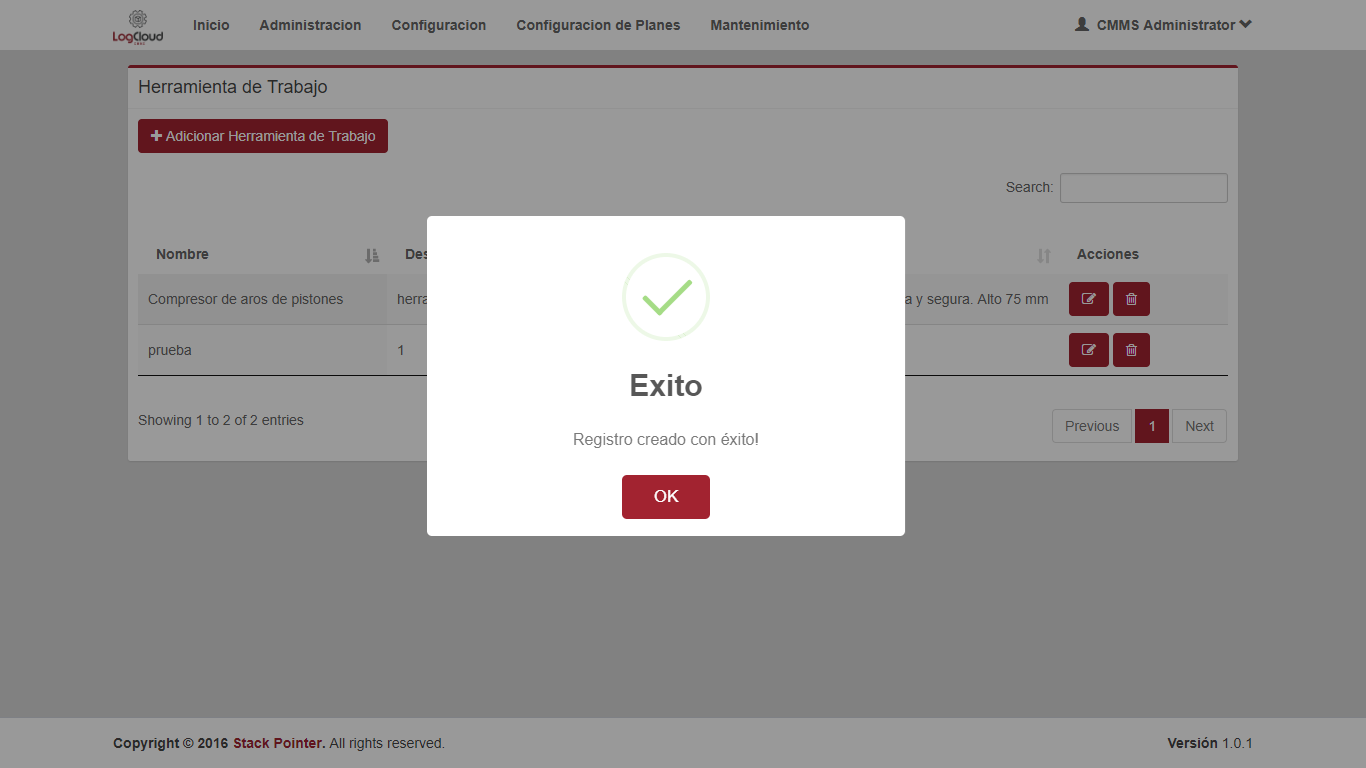 LogCloud
Inicio Administracion Configuracion Configuracion de Planes Mantenimiento CMMS Administrator
Herramienta de Trabajo
Adicionar Herramienta de Trabajo
Search:
Nombre Des Acciones
Compresor de aros de pistones herra a y segura. Alto 75 mm
prueba 1
Exito
Registro creado con éxito!
OK
Showing 1 to 2 of 2 entries Previous 1 Next
Copyright © 2016 Stack Pointer. All rights reserved. Versión 1.0.1